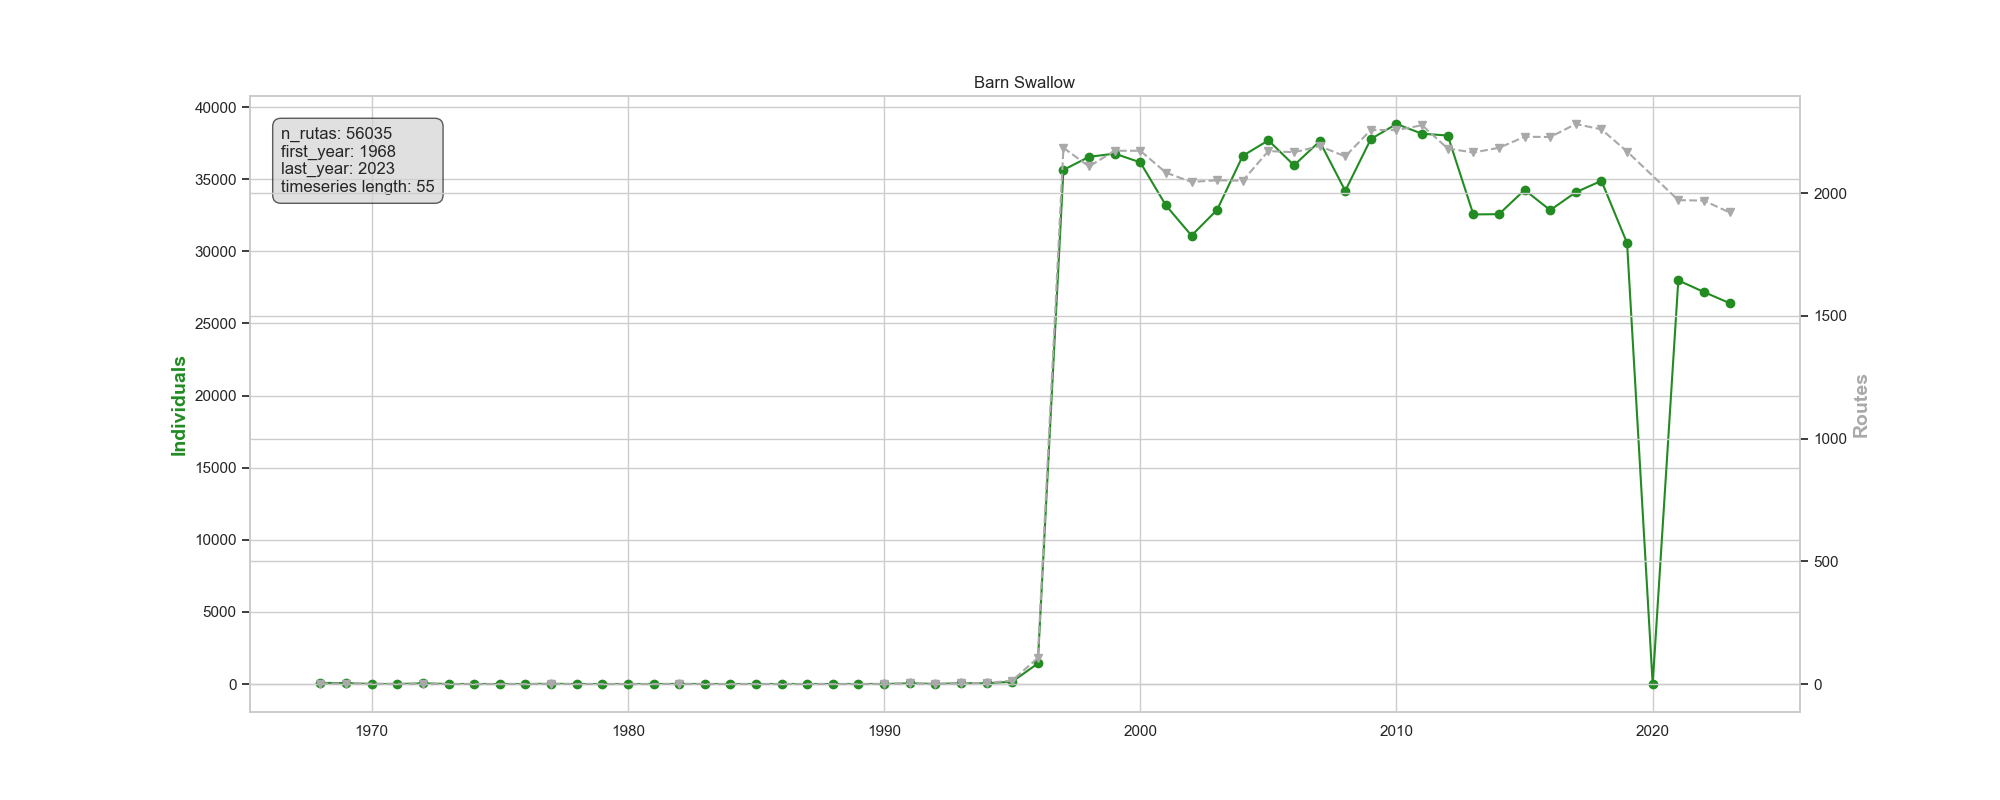 Barn Swallow
n_rutas: 56035
first_year: 1968
last_year: 2023
timeseries length: 55
40000
35000
30000
25000
20000
15000
10000
5000
0
Individuals
2000
1500
1000
500
0
Routes
1970
1980
1990
2000
2010
2020